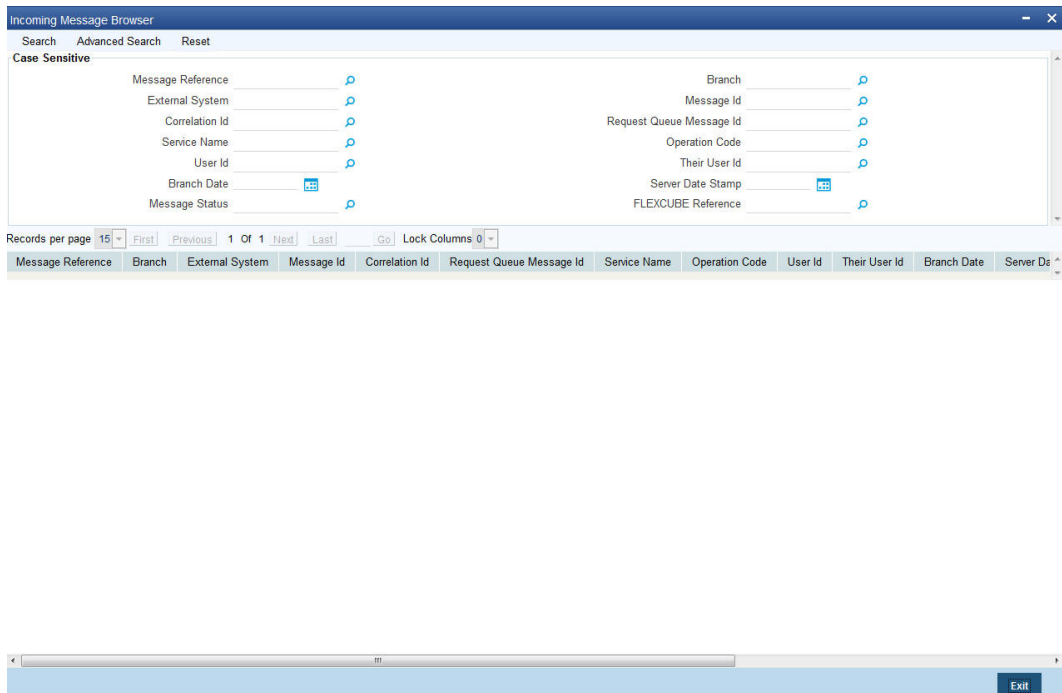 Incoming Message Browser
Search Advanced Search Reset
Case Sensitive
Message Reference Branch
External System Message Id
Correlation Id Request Queue Message Id
Service Name Operation Code
User Id Their User Id
Branch Date Server Date Stamp
Message Status FLEXCUBE Reference
Records per page 15 First Previous 1 Of 1 Next Last Go Lock Columns 0
Message Reference Branch External System Message Id Correlation Id Request Queue Message Id Service Name Operation Code User Id Their User Id Branch Date Server Da
Exit